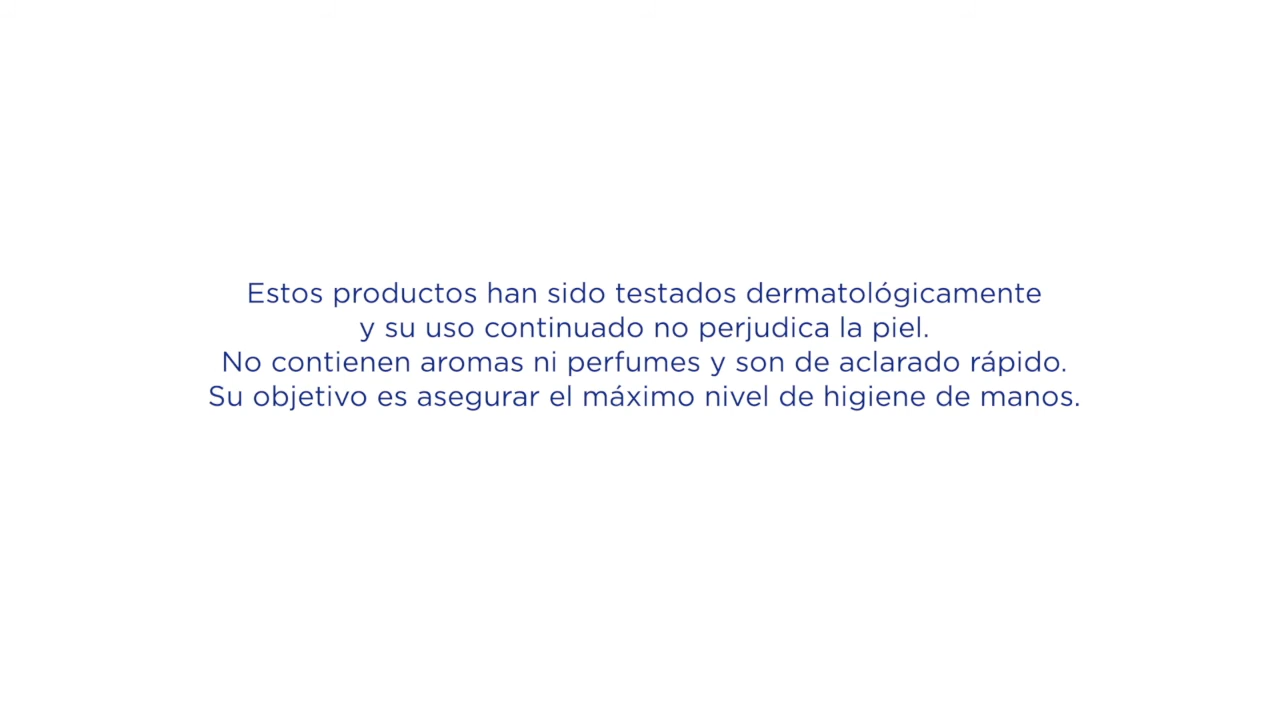 Estos productos han sido testados dermatológicamente
y su uso continuado no perjudica la piel.
No contienen aromas ni perfumes y son de aclarado rápido.
Su objetivo es asegurar el máximo nivel de higiene de manos.